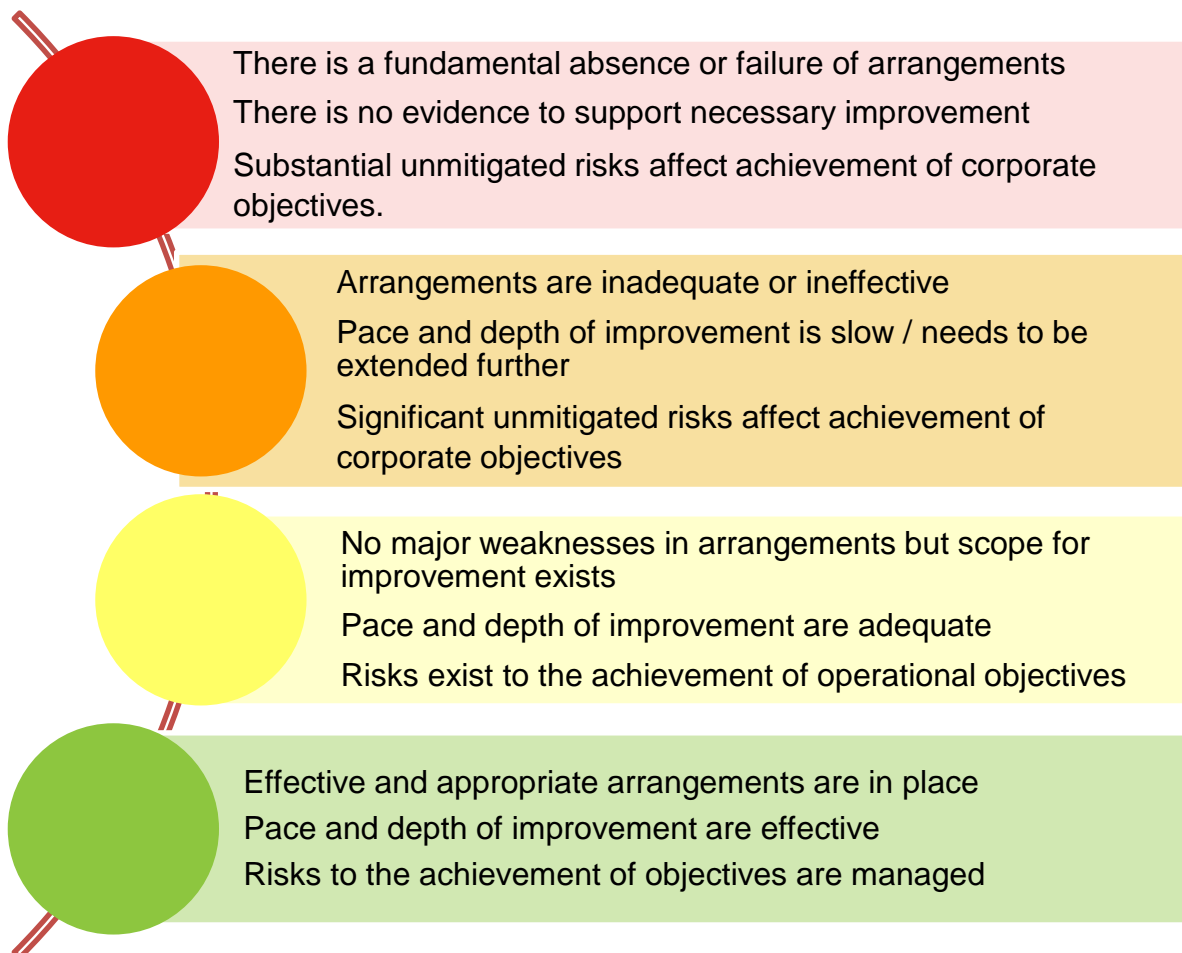 There is a fundamental absence or failure of arrangements
There is no evidence to support necessary improvement
Substantial unmitigated risks affect achievement of corporate
objectives.
Arrangements are inadequate or ineffective
Pace and depth of improvement is slow / needs to be
extended further
Significant unmitigated risks affect achievement of
corporate objectives
No major weaknesses in arrangements but scope for
improvement exists
Pace and depth of improvement are adequate
Risks exist to the achievement of operational objectives
Effective and appropriate arrangements are in place
Pace and depth of improvement are effective
Risks to the achievement of objectives are managed